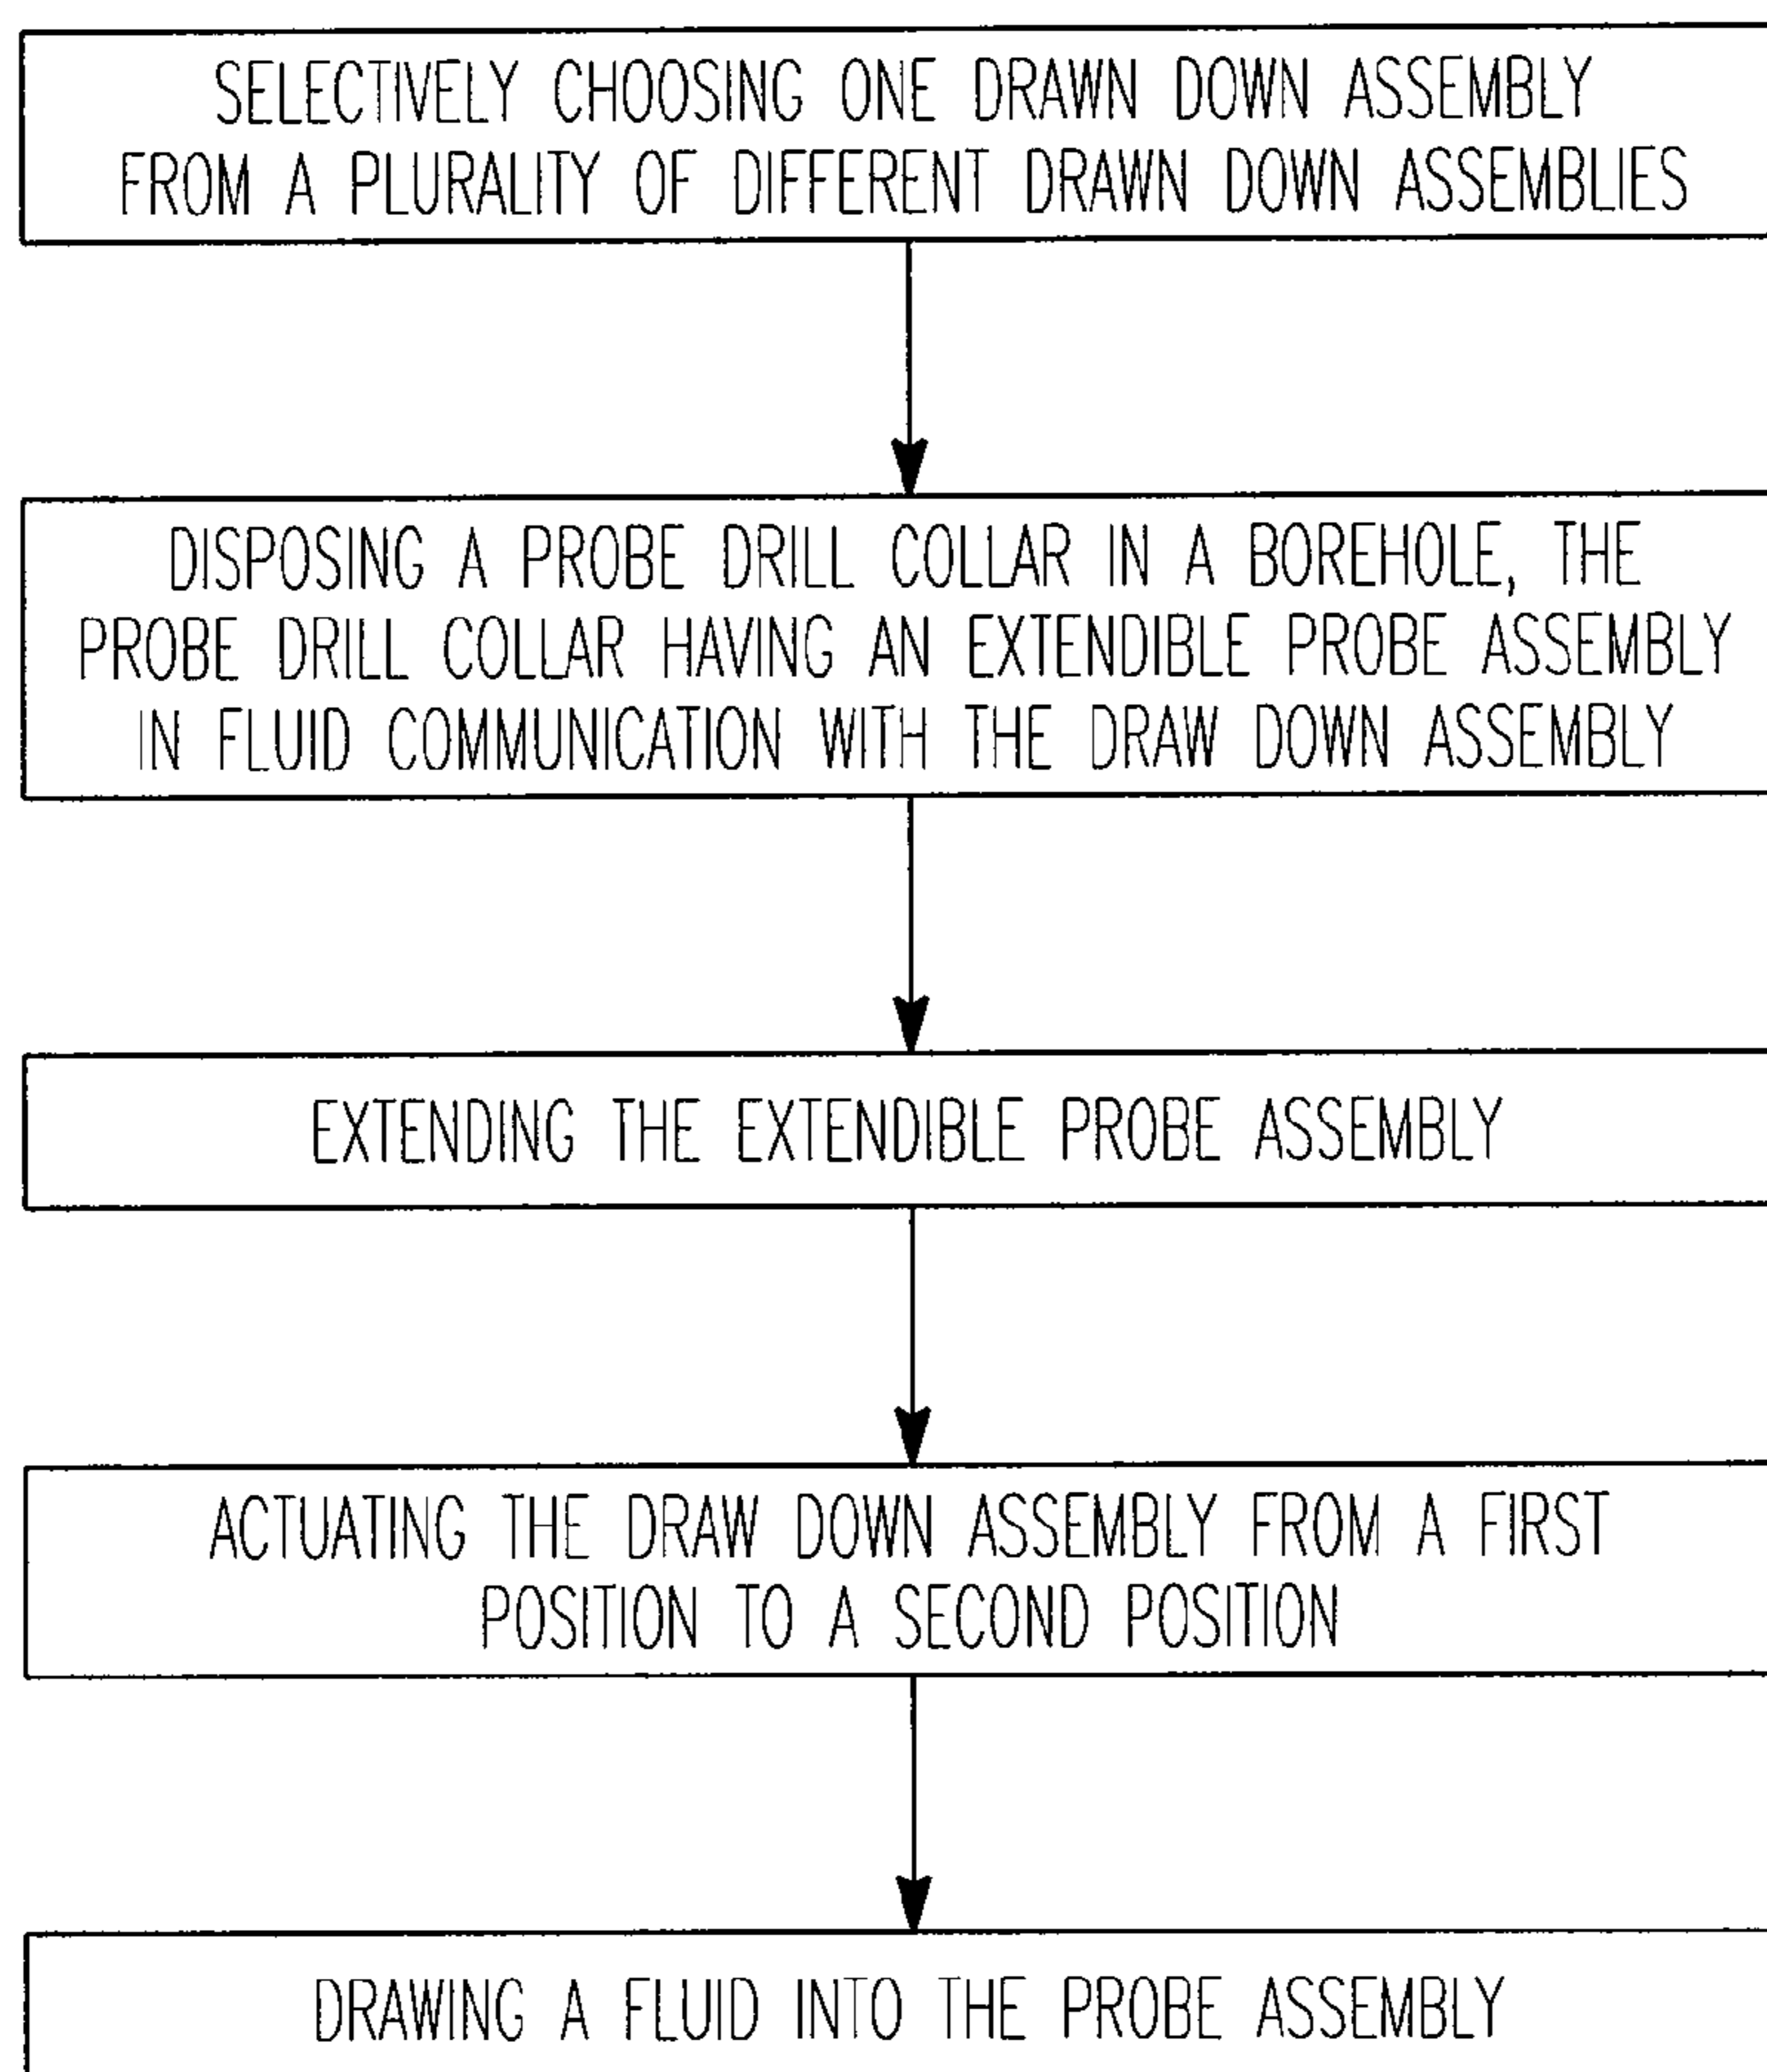 SELECTIVELY CHOOSING ONE DRAWN DOWN ASSEMBLY
FROM A PLURALITY OF DIFFERENT DRAWN DOWN ASSEMBLIES
DISPOSING A PROBE DRILL COLLAR IN A BOREHOLE, THE
PROBE DRILL COLLAR HAVING AN EXTENDIBLE PROBE ASSEMBLY
IN FLUID COMMUNICATION WITH THE DRAW DOWN ASSEMBLY
EXTENDING THE EXTENDIBLE PROBE ASSEMBLY
ACTUATING THE DRAW DOWN ASSEMBLY FROM A FIRST
POSITION TO A SECOND POSITION
DRAWING A FLUID INTO THE PROBE ASSEMBLY